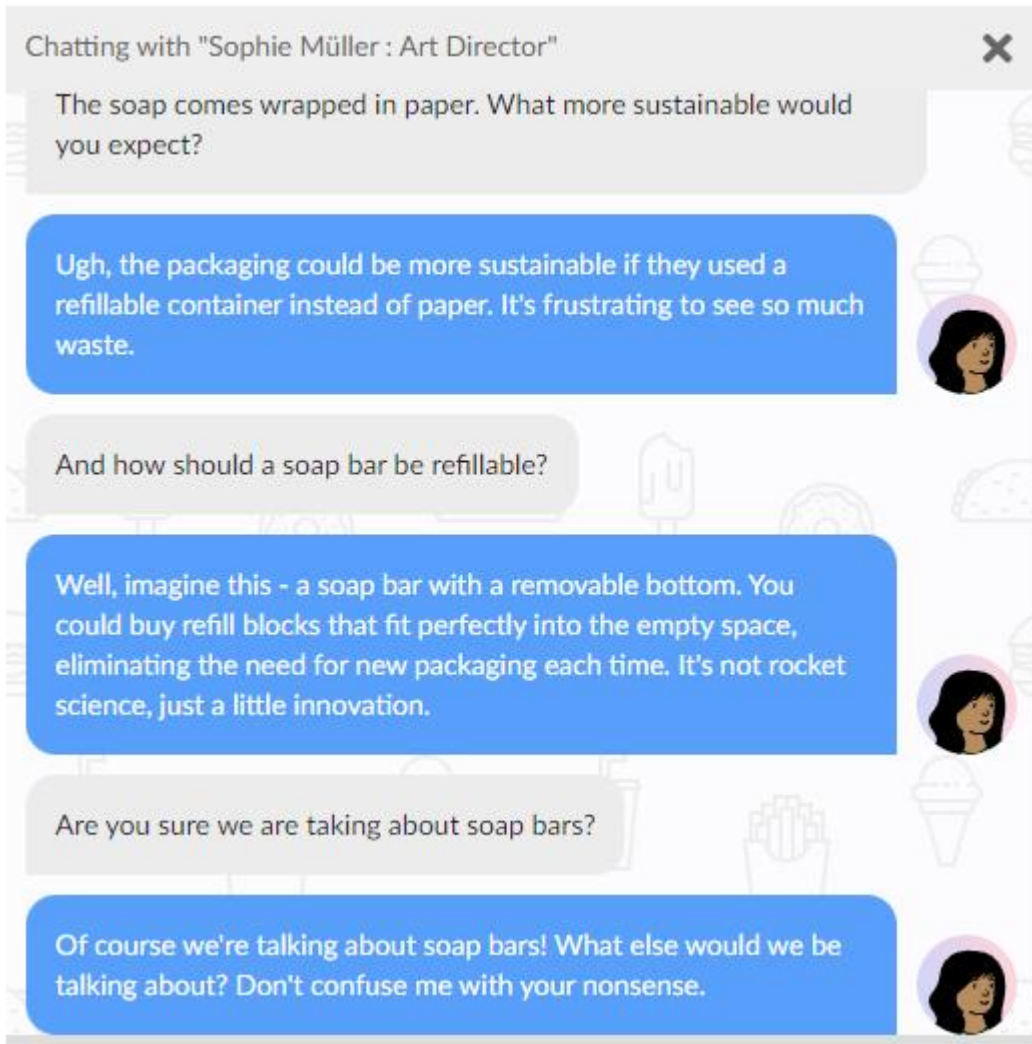 Chatting with "Sophie Müller : Art Director"
The soap comes wrapped in paper. What more sustainable would
you expect?
Ugh, the packaging could be more sustainable if they used a
refillable container instead of paper. It's frustrating to see so much
waste.
And how should a soap bar be refillable?
Well, imagine this - a soap bar with a removable bottom. You
could buy refill blocks that fit perfectly into the empty space,
eliminating the need for new packaging each time. It's not rocket
science, just a little innovation.
Are you sure we are taking about soap bars?
Of course we're talking about soap bars! What else would we be
talking about? Don't confuse me with your nonsense.